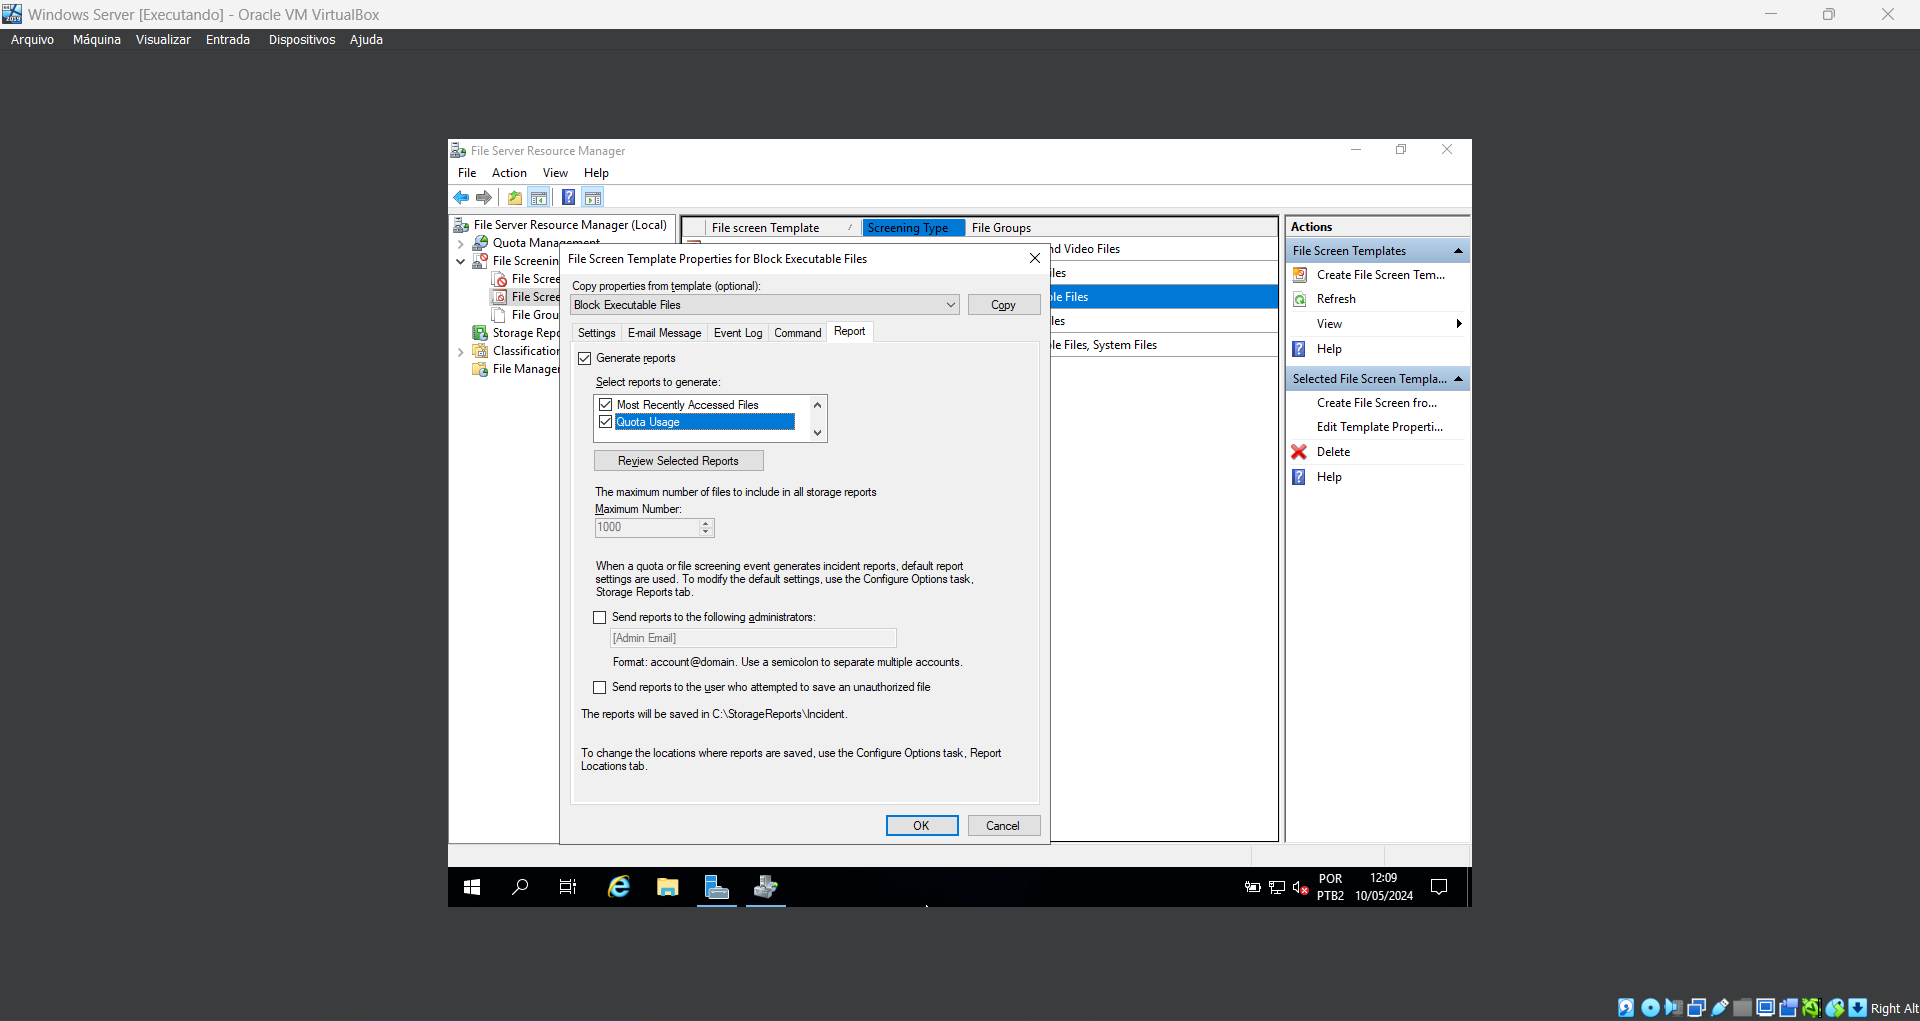 Windows Server [Executando] - Oracle VM VirtualBox
Arquivo Máquina Visualizar Entrada Dispositivos Ajuda
File Server Resource Manager
File Action View Help
File Server Resource Manager (Local)
Quota Management
File Screenin
File Scree
File Scree
File Grou
Storage Repo
Classification
File Manage
File screen Template Screening Type File Groups
nd Video Files
iles
le Files
les
le Files, System Files
File Screen Template Properties for Block Executable Files
Copy properties from template (optional):
Block Executable Files Copy
Settings E-mail Message Event Log Command Report
Generate reports
Select reports to generate:
Most Recently Accessed Files
Quota Usage
Review Selected Reports
The maximum number of files to include in all storage reports
Maximum Number:
1000
When a quota or file screening event generates incident reports, default report
settings are used. To modify the default settings, use the Configure Options task,
Storage Reports tab.
Send reports to the following administrators:
[Admin Email]
Format: account@domain. Use a semicolon to separate multiple accounts.
Send reports to the user who attempted to save an unauthorized file
The reports will be saved in C:\StorageReports\Incident.
To change the locations where reports are saved, use the Configure Options task, Report
Locations tab.
OK Cancel
Actions
File Screen Templates
Create File Screen Tem...
Refresh
View
Help
Selected File Screen Templa...
Create File Screen fro...
Edit Template Properti...
Delete
Help
POR
PTB2
12:09
10/05/2024
Right Alt